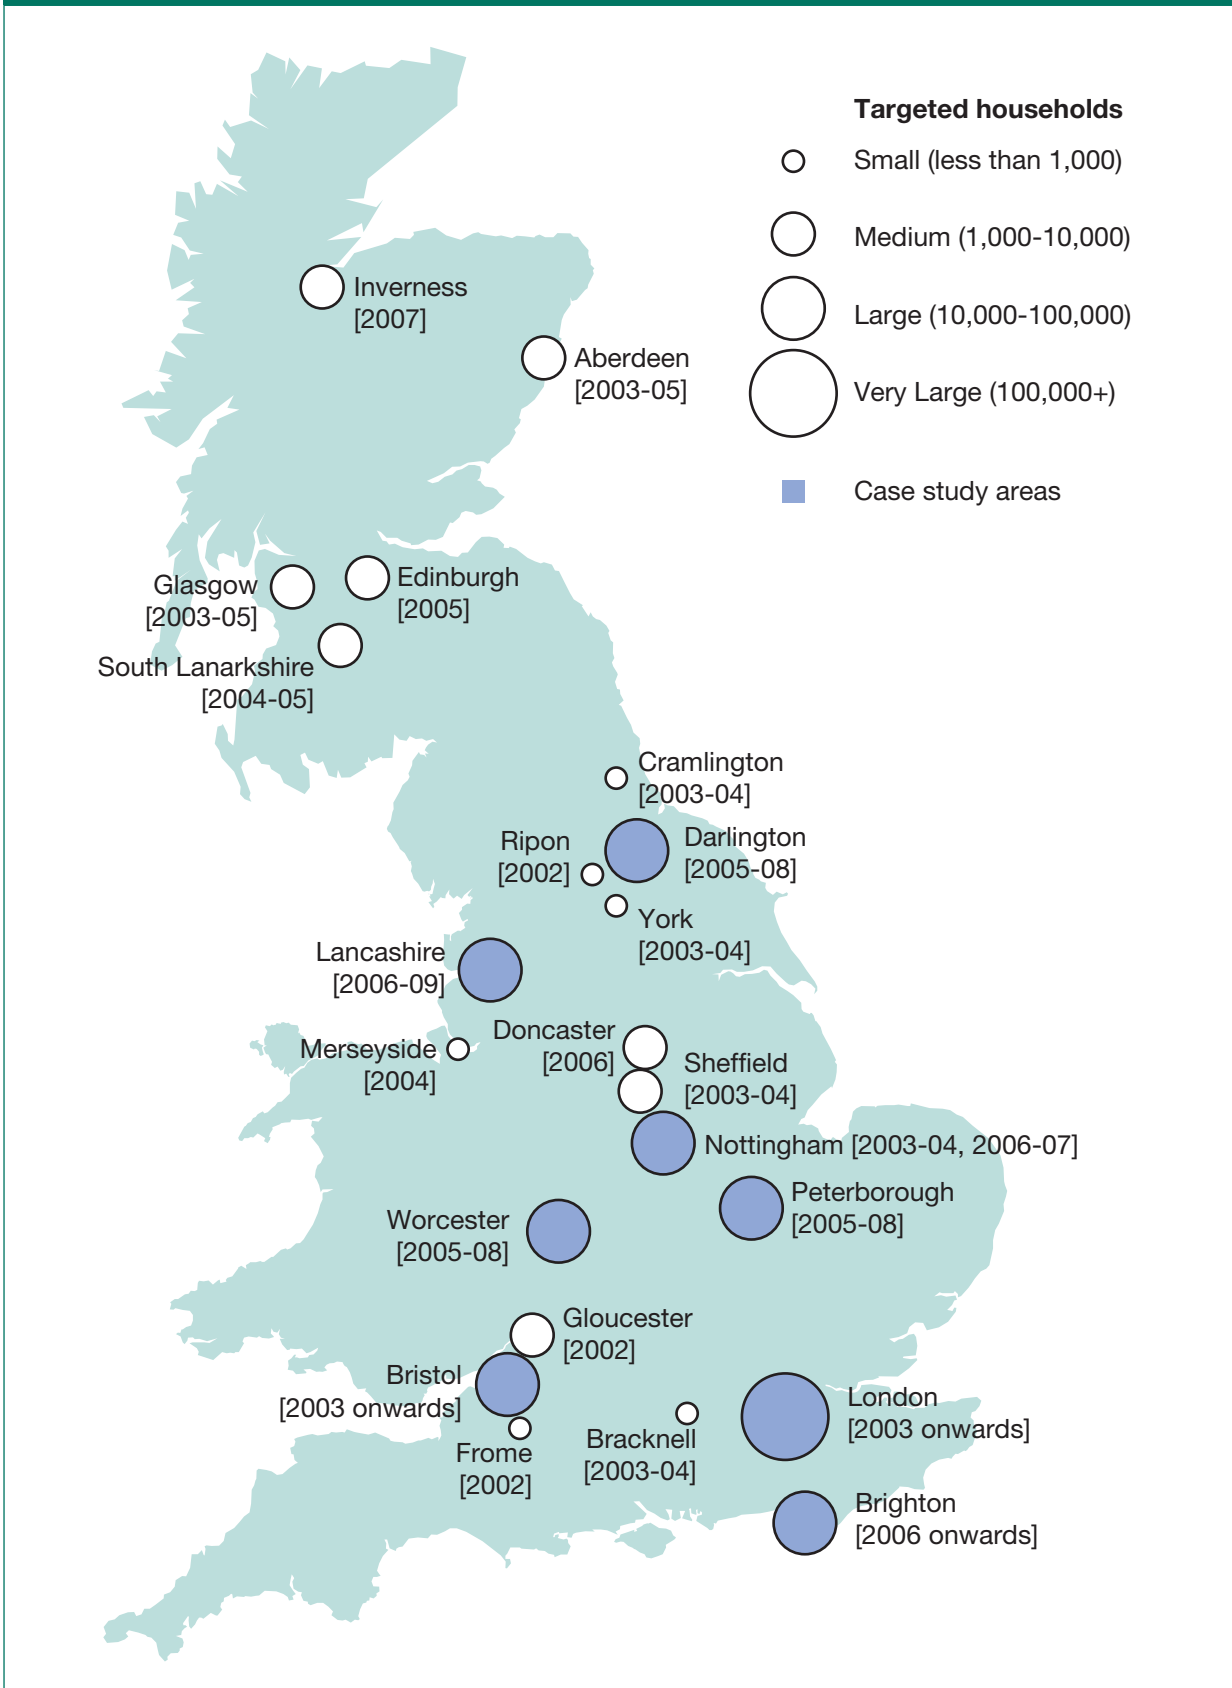 Targeted households
Small (less than 1,000)
Medium (1,000-10,000)
Large (10,000-100,000)
Very Large (100,000+)
Case study areas
Inverness
[2007]
Aberdeen
[2003-05]
Glasgow
[2003-05]
Edinburgh
[2005]
South Lanarkshire
[2004-05]
Cramlington
[2003-04]
Ripon
[2002]
Darlington
[2005-08]
York
[2003-04]
Lancashire
[2006-09]
Merseyside
[2004]
Doncaster
[2006]
Sheffield
[2003-04]
Nottingham [2003-04, 2006-07]
Peterborough
[2005-08]
Worcester
[2005-08]
Gloucester
[2002]
Bristol
[2003 onwards]
Frome
[2002]
Bracknell
[2003-04]
London
[2003 onwards]
Brighton
[2006 onwards]